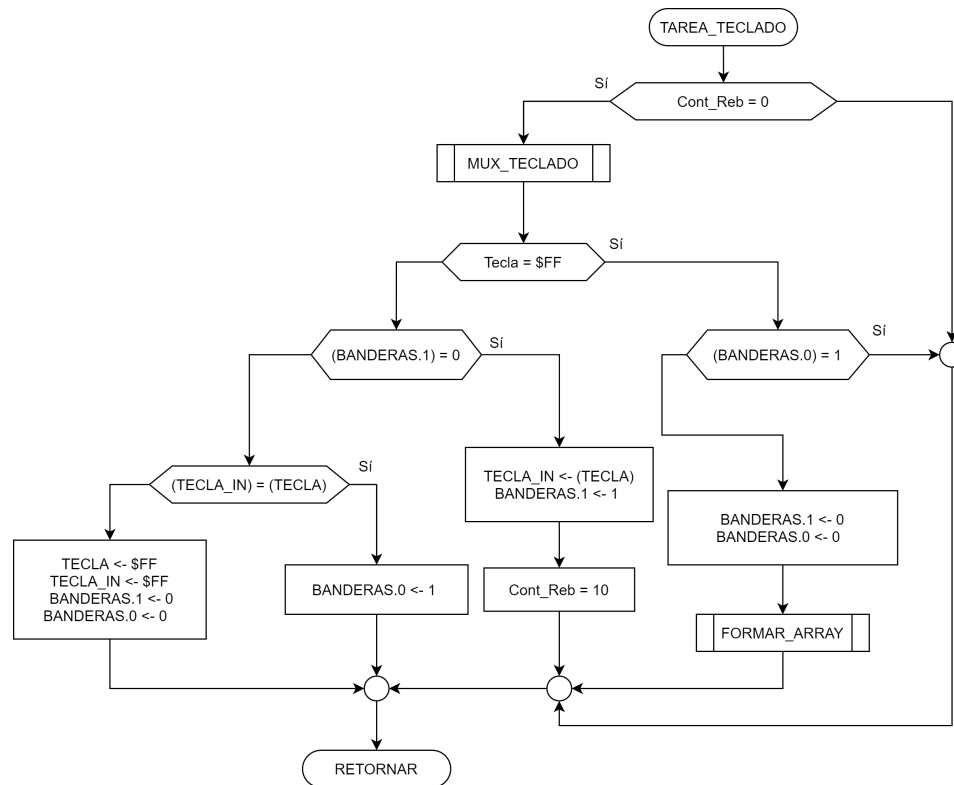 TAREA_TECLADO
Sí
Cont_Reb = 0
MUX_TECLADO
Tecla = $FF
Sí
(BANDERAS.1) = 0
Sí
(BANDERAS.0) = 1
Sí
(TECLA_IN) = (TECLA)
Sí
TECLA_IN <- (TECLA)
BANDERAS.1 <- 1
BANDERAS.1 <- 0
BANDERAS.0 <- 0
TECLA <- $FF
TECLA_IN <- $FF
BANDERAS.1 <- 0
BANDERAS.0 <- 0
BANDERAS.0 <- 1
Cont_Reb = 10
FORMAR_ARRAY
RETORNAR